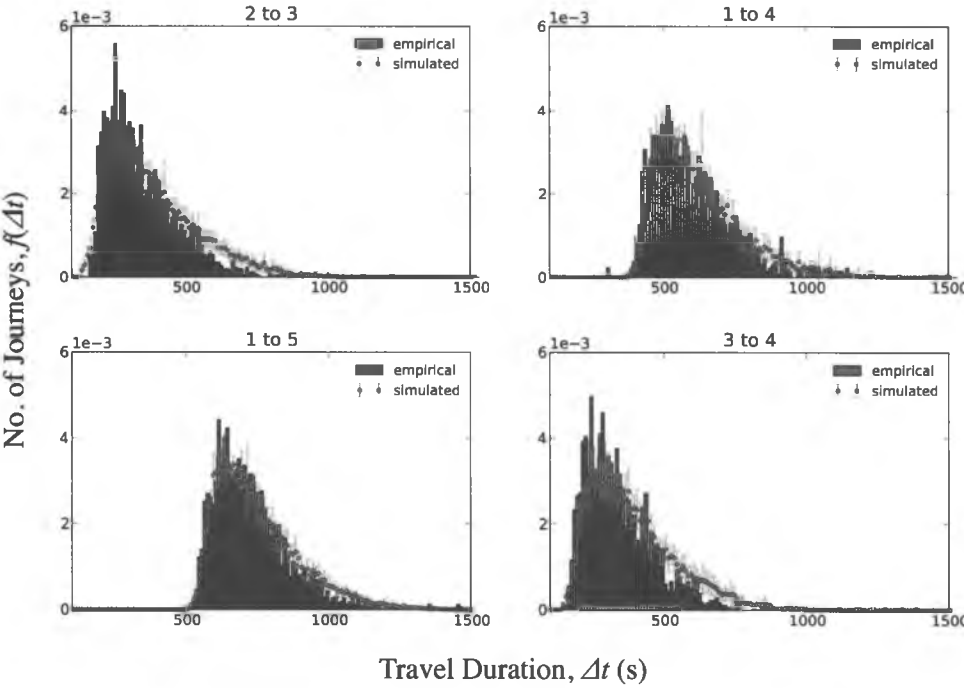 2 to 3
1e−3
6
4
2
0
500
1000
1500
empirical
simulated
1 to 4
1e−3
6
4
2
0
500
1000
1500
empirical
simulated
1 to 5
1e−3
6
4
2
0
500
1000
1500
empirical
simulated
3 to 4
1e−3
6
4
2
0
500
1000
1500
empirical
simulated
No. of Journeys, f(Δt)
Travel Duration, Δt (s)